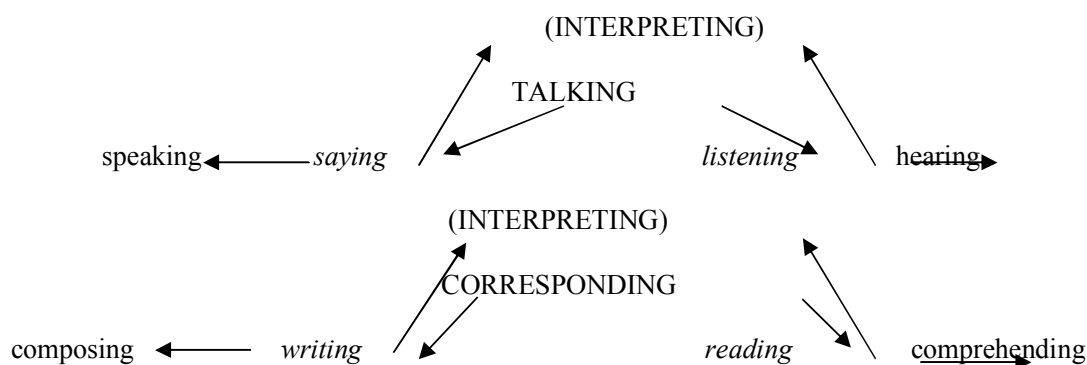 (INTERPRETING)
TALKING
speaking saying listening hearing
(INTERPRETING)
CORRESPONDING
composing writing reading comprehending